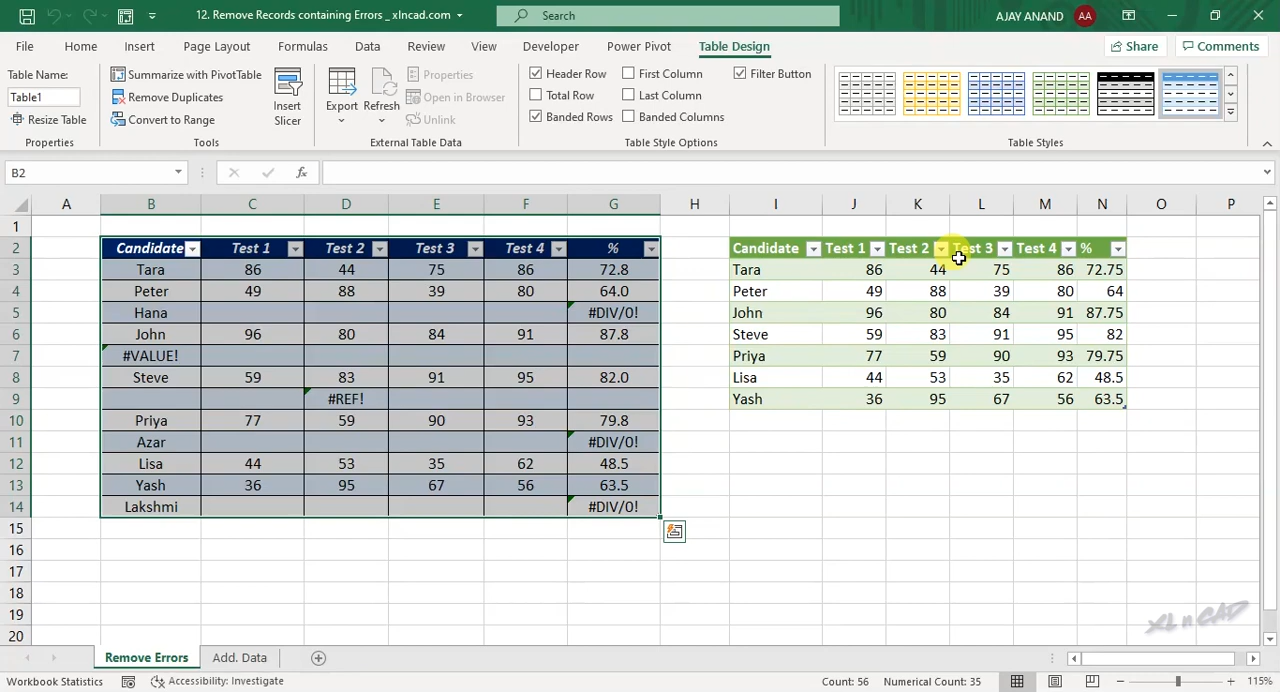 12. Remove Records containing Errors _ xlncad.com
Search
AJAY ANAND AA
File Home Insert Page Layout Formulas Data Review View Developer Power Pivot Table Design Share Comments
Table Name:
Table1
Resize Table
Properties
Summarize with PivotTable
Remove Duplicates
Convert to Range
Tools
Insert
Slicer
Export
Refresh
Properties
Open in Browser
Unlink
External Table Data
Header Row First Column Filter Button
Total Row Last Column
Banded Rows Banded Columns
Table Style Options
Table Styles
B2 fx
A B C D E F G H I J K L M N O P
1
2 Candidate Test 1 Test 2 Test 3 Test 4 % Candidate Test 1 Test 2 Test 3 Test 4 %
3 Tara 86 44 75 86 72.8 Tara 86 44 75 86 72.75
4 Peter 49 88 39 80 64.0 Peter 49 88 39 80 64
5 Hana #DIV/0! John 96 80 84 91 87.75
6 John 96 80 84 91 87.8 Steve 59 83 91 95 82
7 #VALUE! Priya 77 59 90 93 79.75
8 Steve 59 83 91 95 82.0 Lisa 44 53 35 62 48.5
9 #REF! Yash 36 95 67 56 63.5
10 Priya 77 59 90 93 79.8
11 Azar #DIV/0!
12 Lisa 44 53 35 62 48.5
13 Yash 36 95 67 56 63.5
14 Lakshmi #DIV/0!
15
16
17
18
19
20
XL n CAD
Remove Errors Add. Data
Workbook Statistics Accessibility: Investigate Count: 56 Numerical Count: 35 115%